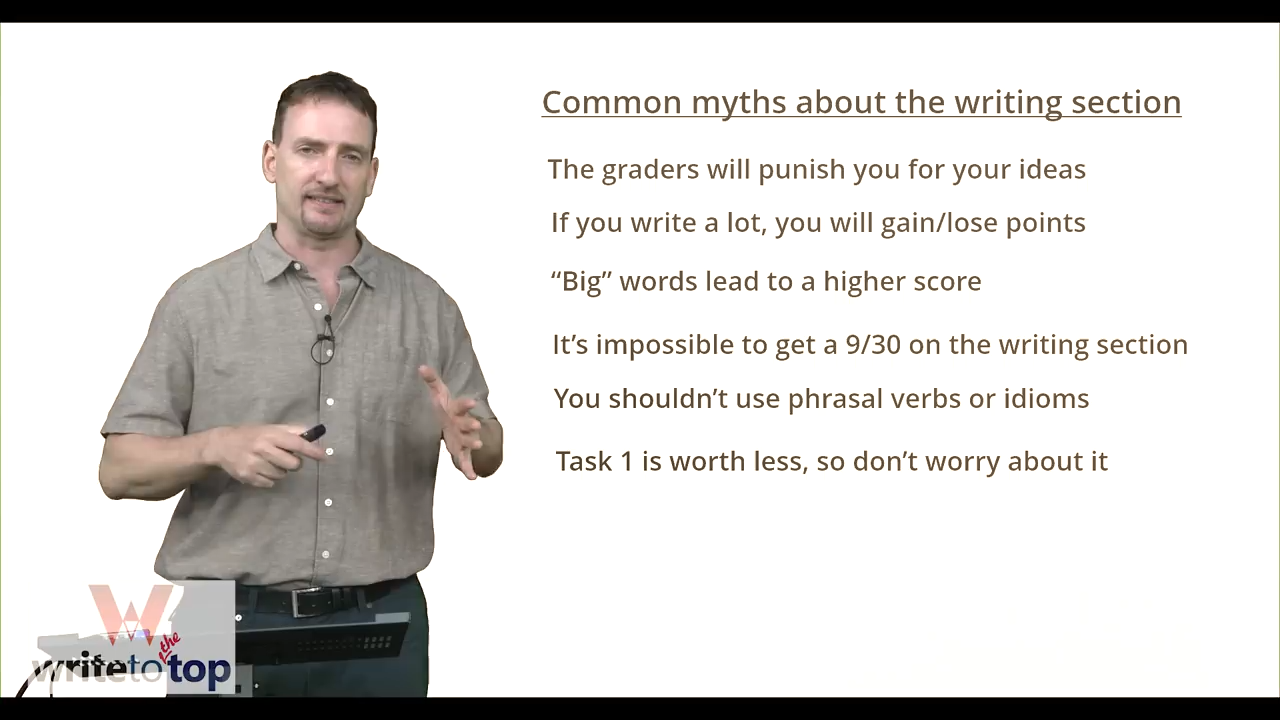 Common myths about the writing section
The graders will punish you for your ideas
If you write a lot, you will gain/lose points
“Big” words lead to a higher score
It’s impossible to get a 9/30 on the writing section
You shouldn’t use phrasal verbs or idioms
Task 1 is worth less, so don’t worry about it
W
write to the top